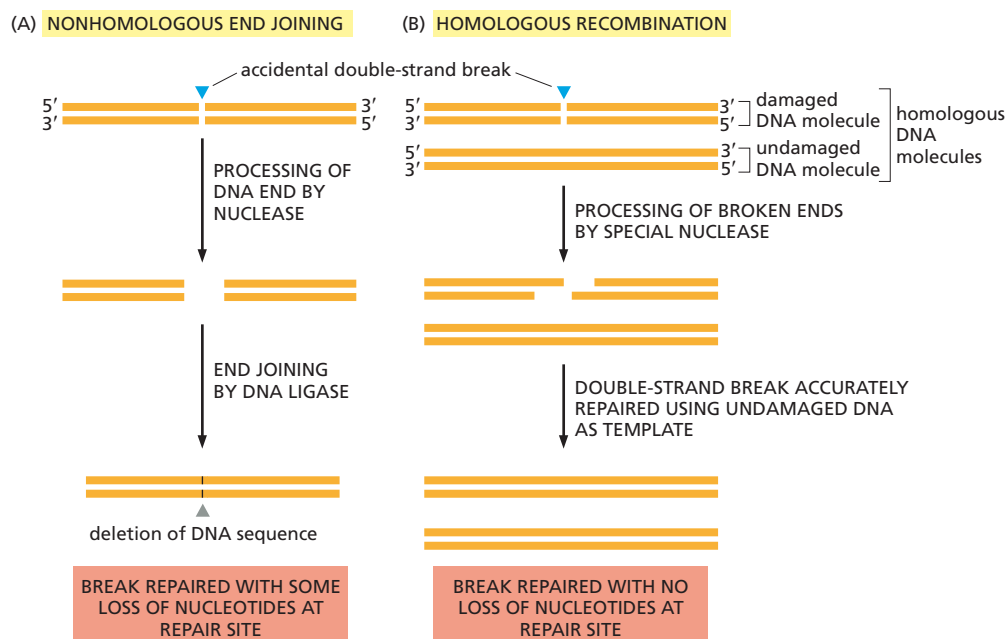 (A) NONHOMOLOGOUS END JOINING
(B) HOMOLOGOUS RECOMBINATION
accidental double-strand break
5′ 3′
3′ 5′
PROCESSING OF
DNA END BY
NUCLEASE
END JOINING
BY DNA LIGASE
deletion of DNA sequence
BREAK REPAIRED WITH SOME
LOSS OF NUCLEOTIDES AT
REPAIR SITE
5′ 3′
3′ 5′
damaged
DNA molecule
5′ 3′
3′ 5′
undamaged
DNA molecule
homologous
DNA
molecules
PROCESSING OF BROKEN ENDS
BY SPECIAL NUCLEASE
DOUBLE-STRAND BREAK ACCURATELY
REPAIRED USING UNDAMAGED DNA
AS TEMPLATE
BREAK REPAIRED WITH NO
LOSS OF NUCLEOTIDES AT
REPAIR SITE